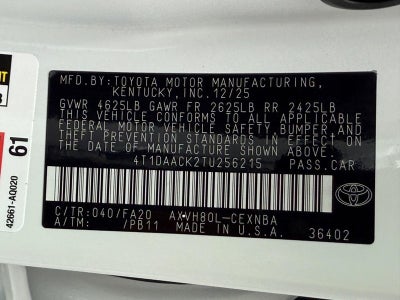 MFD.BY:TOYOTA MOTOR MANUFACTURING,
KENTUCKY,INC.12/25
GVWR 4625LB GAWR FR 2625LB RR 2425LB
THIS VEHICLE CONFORMS TO ALL APPLICABLE
FEDERAL MOTOR VEHICLE SAFETY,BUMPER,AND
THEFT PREVENTION STANDARDS IN EFFECT ON
THE DATE OF MANUFACTURE SHOWN ABOVE.
4T1DAACK2TU256215 PASS.CAR
C/TR:040/FA20 AXVH80L-CEXNBA
A/TM: /PB11 MADE IN U.S.A. 36402
TOYOTA
42661-A0020
61